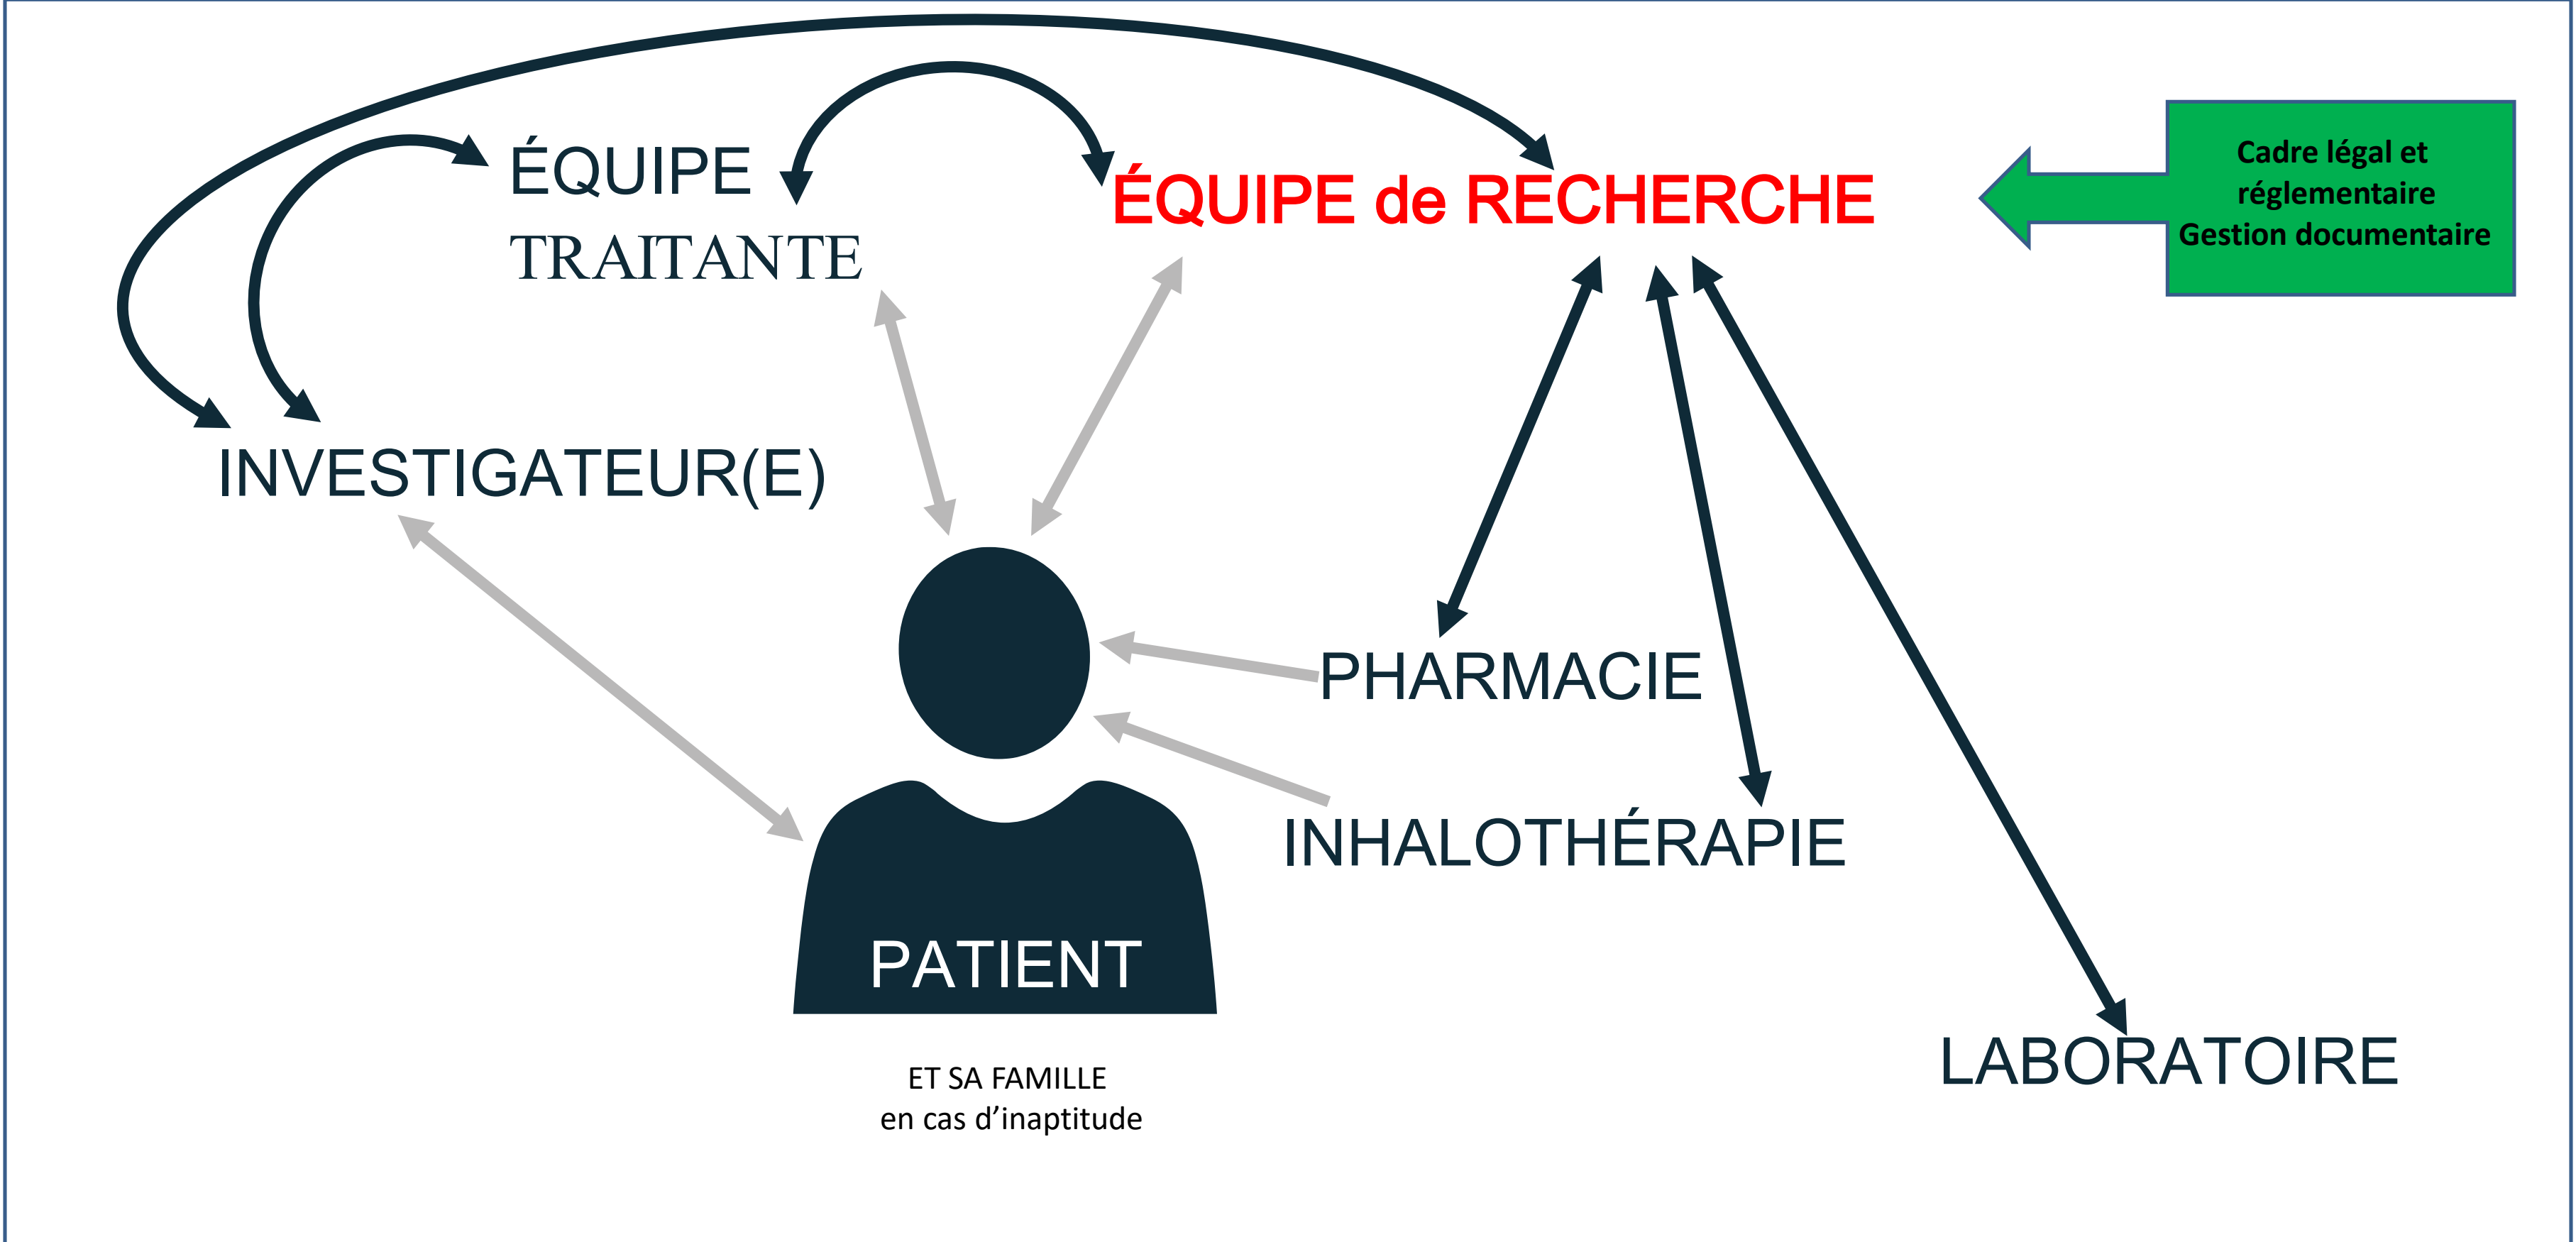 ÉQUIPE
TRAITANTE
ÉQUIPE de RECHERCHE
Cadre légal et
réglementaire
Gestion documentaire
INVESTIGATEUR(E)
PHARMACIE
INHALOTHÉRAPIE
PATIENT
ET SA FAMILLE
en cas d’inaptitude
LABORATOIRE